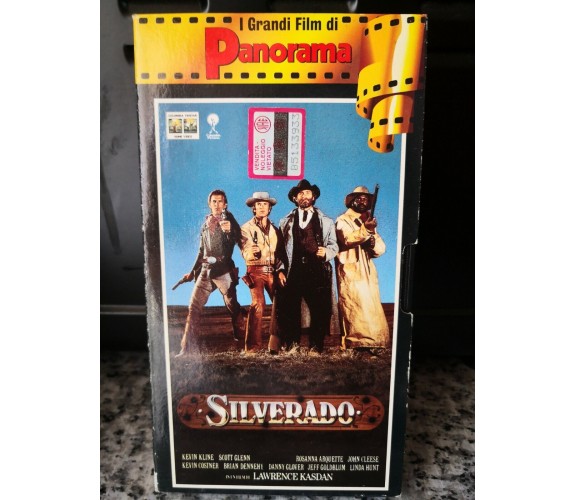 I Grandi Film di
Panorama
VENDITA
NOLEGGIO
VIETATO
B5133933
SILVERADO
KEVIN KLINE SCOTT GLENN ROSANNA ARQUETTE JOHN CLEESE
KEVIN COSTNER BRIAN DENNEHY DANNY GLOVER JEFF GOLDBLUM LINDA HUNT
LAWRENCE KASDAN